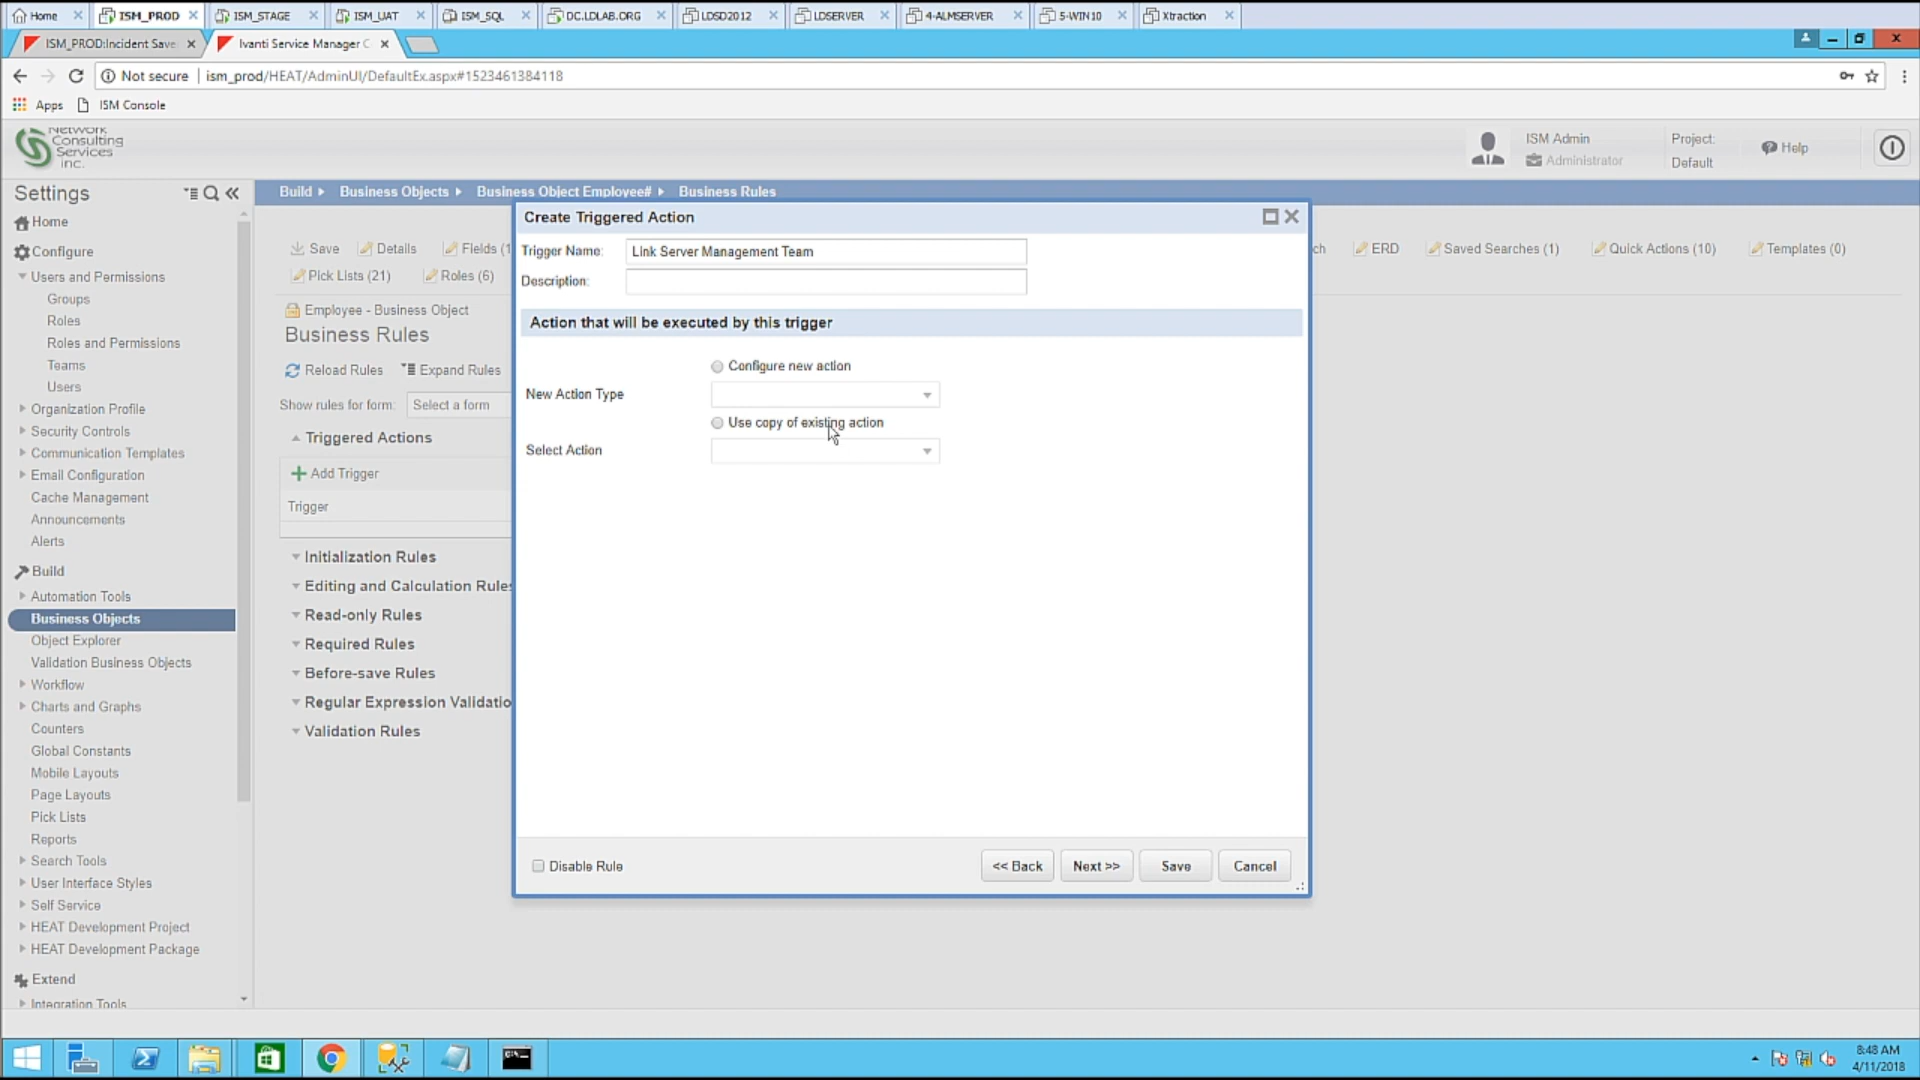 Home
ISM_PROD
ISM_STAGE
ISM_UAT
ISM_SQL
DC.LDLAB.ORG
LDSD2012
LDSERVER
4-ALMSERVER
5-WIN10
Xtraction
ISM_PROD:Incident Save
Ivanti Service Manager C
Not secure | ism_prod/HEAT/AdminUI/DefaultEx.aspx#1523461384118
Apps
ISM Console
Network
Consulting
Services
inc.
ISM Admin
Administrator
Project:
Default
Help
Settings
Home
Configure
Users and Permissions
Groups
Roles
Roles and Permissions
Teams
Users
Organization Profile
Security Controls
Communication Templates
Email Configuration
Cache Management
Announcements
Alerts
Build
Automation Tools
Business Objects
Object Explorer
Validation Business Objects
Workflow
Charts and Graphs
Counters
Global Constants
Mobile Layouts
Page Layouts
Pick Lists
Reports
Search Tools
User Interface Styles
Self Service
HEAT Development Project
HEAT Development Package
Extend
Integration Tools
Build
Business Objects
Business Object Employee#
Business Rules
Save
Details
Fields (1
ch
ERD
Saved Searches (1)
Quick Actions (10)
Templates (0)
Pick Lists (21)
Roles (6)
Employee - Business Object
Business Rules
Reload Rules
Expand Rules
Show rules for form:
Select a form
Triggered Actions
Add Trigger
Trigger
Initialization Rules
Editing and Calculation Rules
Read-only Rules
Required Rules
Before-save Rules
Regular Expression Validatio
Validation Rules
Create Triggered Action
Trigger Name:
Link Server Management Team
Description:
Action that will be executed by this trigger
Configure new action
New Action Type
Use copy of existing action
Select Action
Disable Rule
<< Back
Next >>
Save
Cancel
8:48 AM
4/11/2018